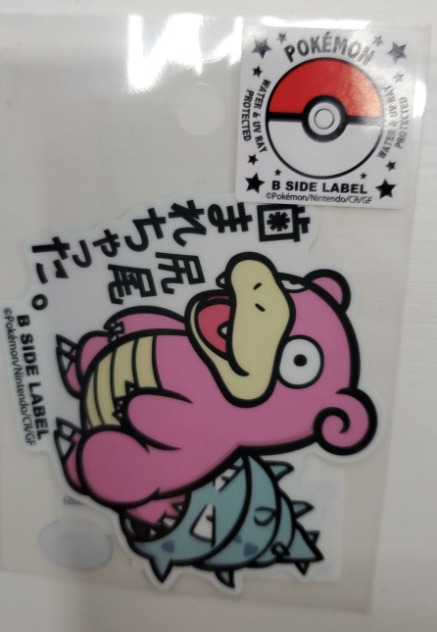 POKÉMON
WATER & UV RAY PROTECTED
WATER & UV RAY PROTECTED
B SIDE LABEL
©Pokémon/Nintendo/CR/GF
尻尾
噛まれちゃった。
B SIDE LABEL
©Pokémon/Nintendo/CR/GF